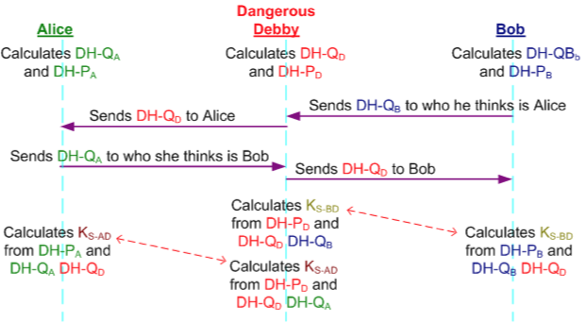 Alice
Dangerous
Debby
Bob
Calculates DH-QA
and DH-PA
Calculates DH-QD
and DH-PD
Calculates DH-QBb
and DH-PB
Sends DH-QB to who he thinks is Alice
Sends DH-QD to Alice
Sends DH-QA to who she thinks is Bob
Sends DH-QD to Bob
Calculates KS-AD
from DH-PA and
DH-QA DH-QD
Calculates KS-BD
from DH-PD and
DH-QD DH-QB
Calculates KS-AD
from DH-PD and
DH-QD DH-QA
Calculates KS-BD
from DH-PB and
DH-QB DH-QD